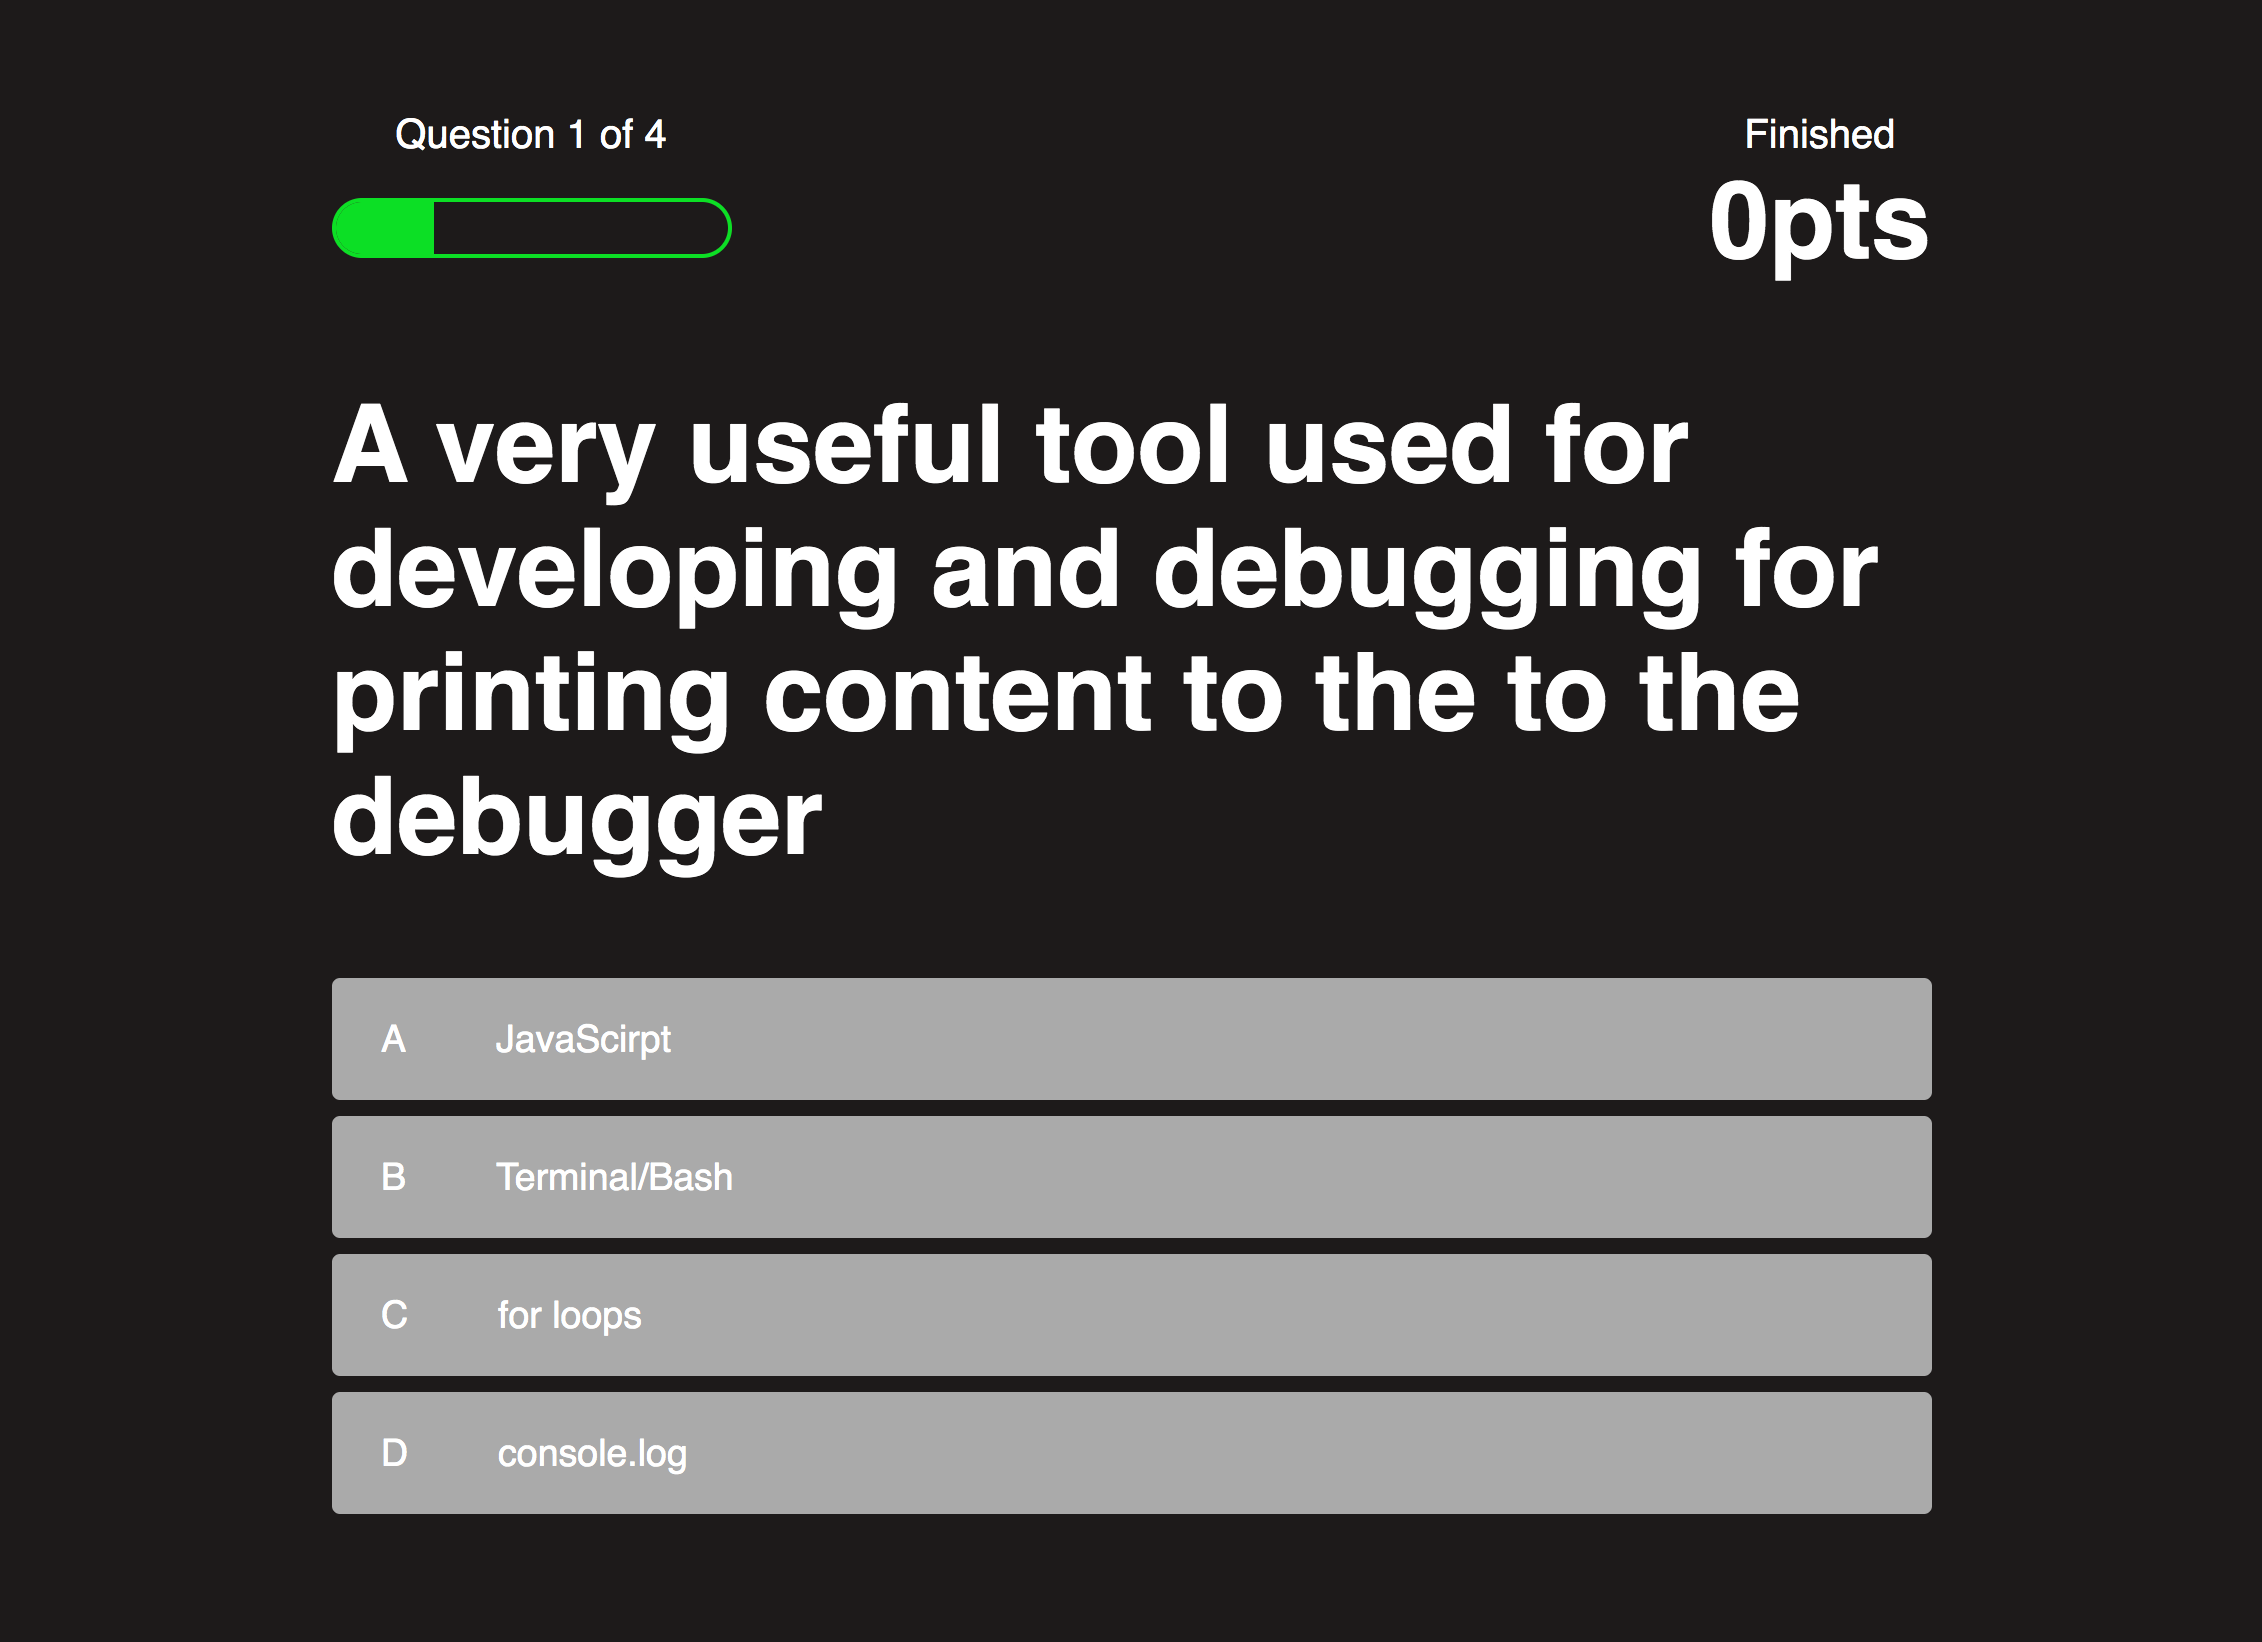 Question 1 of 4
Finished
0pts
A very useful tool used for
developing and debugging for
printing content to the to the
debugger
A JavaScirpt
B Terminal/Bash
C for loops
D console.log